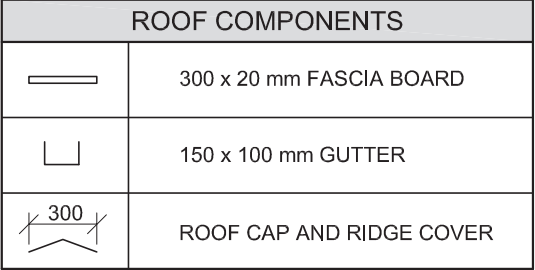 ROOF COMPONENTS
300 x 20 mm FASCIA BOARD
150 x 100 mm GUTTER
300
ROOF CAP AND RIDGE COVER